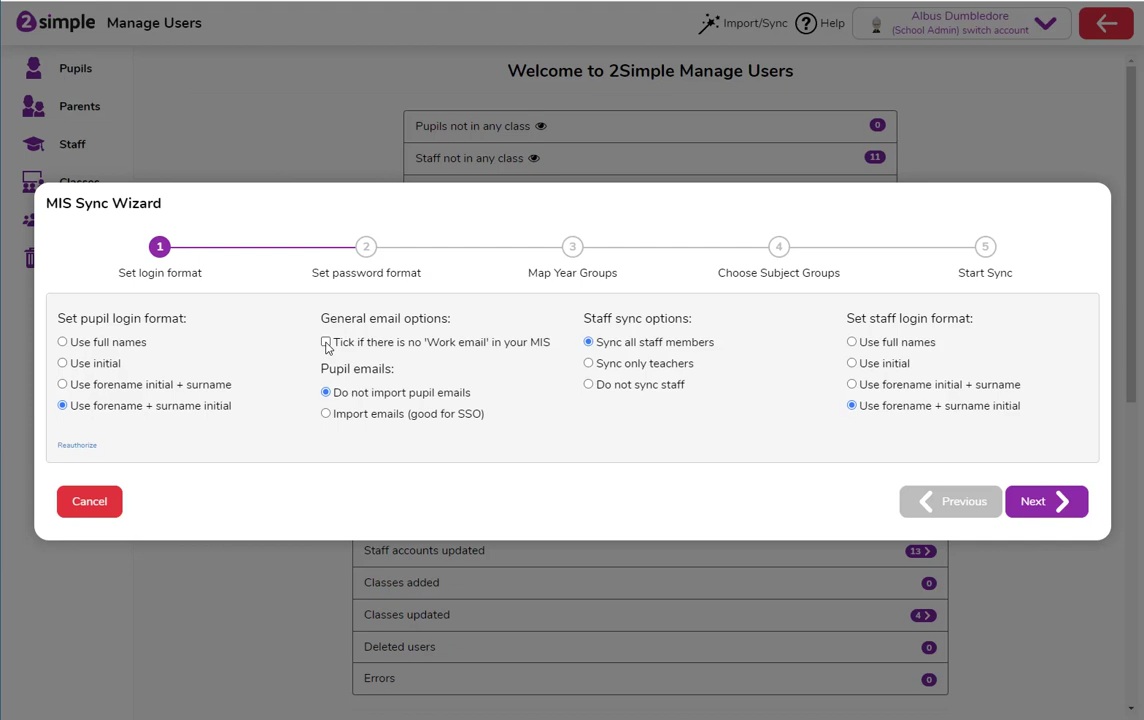 2simple Manage Users
Import/Sync
Help
Albus Dumbledore
(School Admin) switch account
Pupils
Parents
Staff
Classes
Welcome to 2Simple Manage Users
Pupils not in any class 0
Staff not in any class 11
MIS Sync Wizard
1 2 3 4 5
Set login format
Set password format
Map Year Groups
Choose Subject Groups
Start Sync
Set pupil login format:
Use full names
Use initial
Use forename initial + surname
Use forename + surname initial
Reauthorize
General email options:
Tick if there is no 'Work email' in your MIS
Pupil emails:
Do not import pupil emails
Import emails (good for SSO)
Staff sync options:
Sync all staff members
Sync only teachers
Do not sync staff
Set staff login format:
Use full names
Use initial
Use forename initial + surname
Use forename + surname initial
Cancel
Previous
Next
Staff accounts updated 13
Classes added 0
Classes updated 4
Deleted users 0
Errors 0